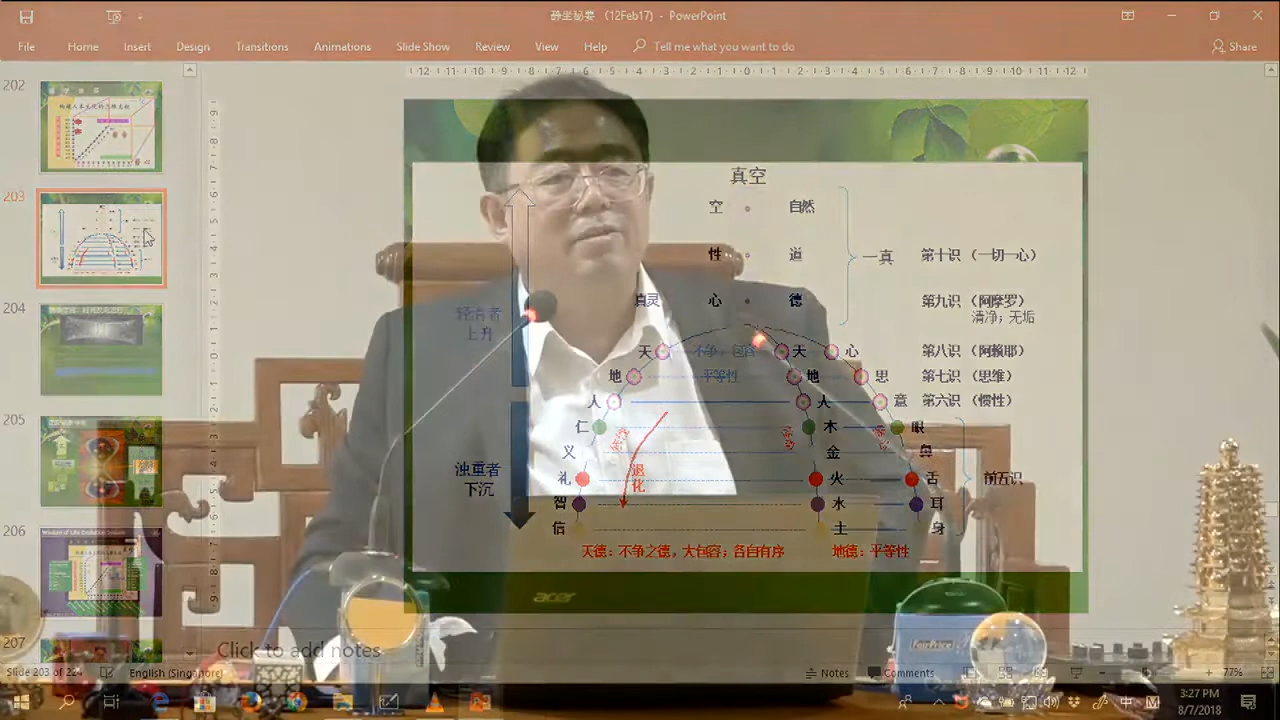 静坐秘要 (12Feb17) - PowerPoint
File Home Insert Design Transitions Animations Slide Show Review View Help Tell me what you want to do Share
202
203
204
205
206
207
真空
空 自然
性 道 一真 第十识 (一切一心)
真灵 心 德 第九识 (阿摩罗)
清净；无垢
轻清者
上升
天 不争；包容 天 心 第八识 (阿赖耶)
地 平等性 地 思 第七识 (思维)
人 人 意 第六识 (惯性)
仁 木 眼
义 金 鼻
浊重者
下沉
礼 退化 火 舌 前五识
智 水 耳
信 土 身
天德：不争之德，大包容；各自有序 地德：平等性
acer
Click to add notes
Slide 203 of 224 English (Singapore) Notes Comments 77%
3:27 PM
8/7/2018